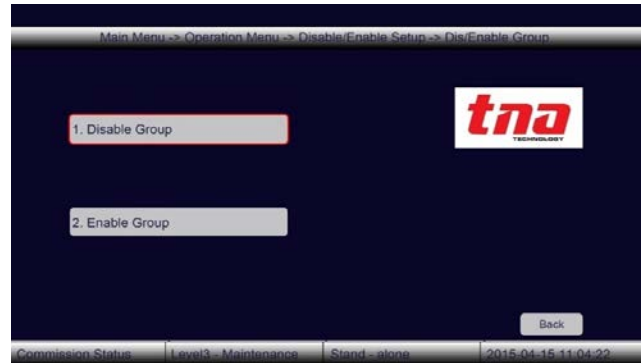 Main Menu -> Operation Menu -> Disable/Enable Setup -> Dis/Enable Group
tna
TECHNOLOGY
1. Disable Group
2. Enable Group
Back
Commission Status Level3 - Maintenance Stand - alone 2015-04-15 11:04:22